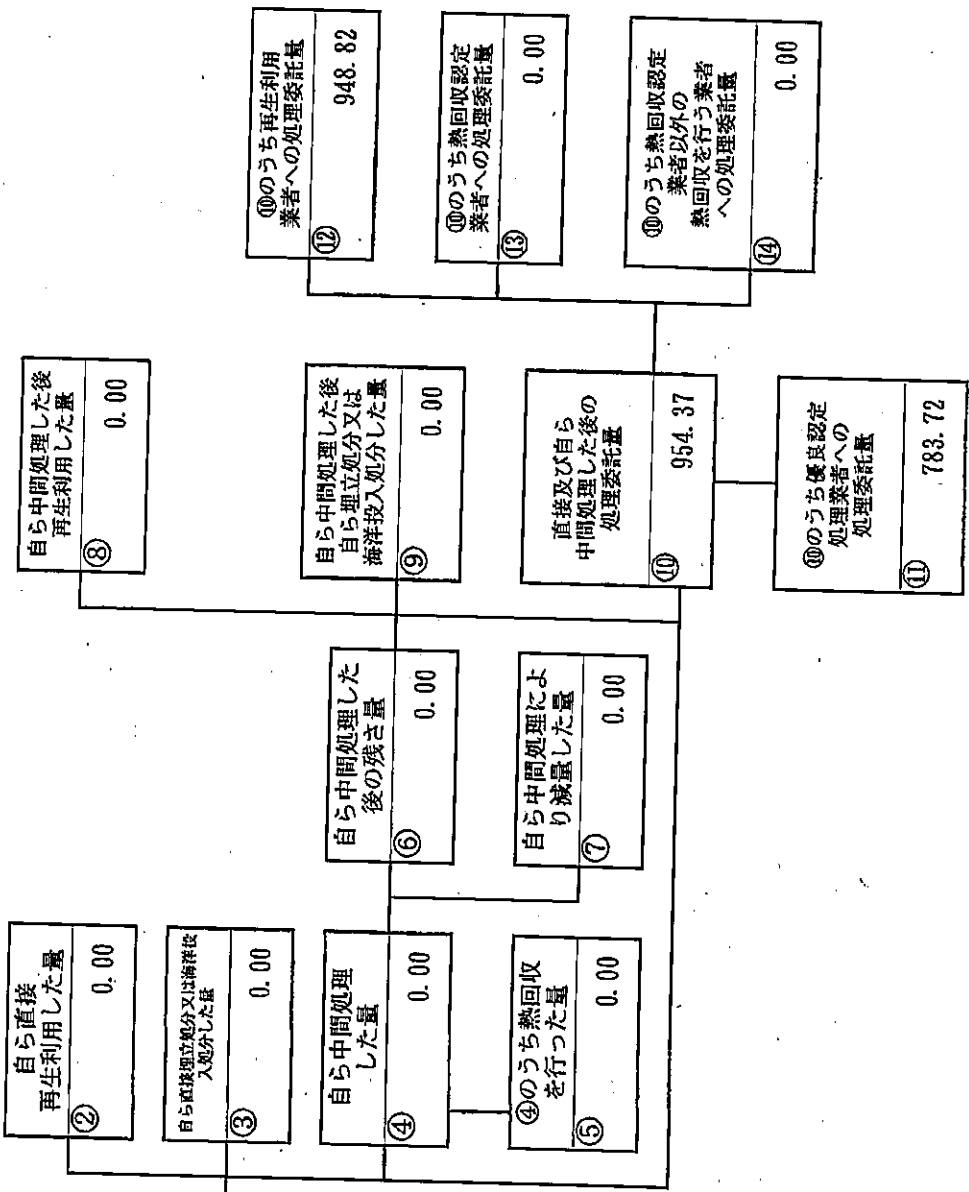 自ら直接
再生利用した量
②
0.00
自ら直接埋立処分又は海洋投
入処分した量
③
0.00
自ら中間処理
した量
④
0.00
④のうち熱回収
を行った量
⑤
0.00
自ら中間処理した
後の残さ量
⑥
0.00
自ら中間処理によ
り減量した量
⑦
0.00
自ら中間処理した後
再生利用した量
⑧
0.00
自ら中間処理した後
自ら埋立処分又は
海洋投入処分した量
⑨
0.00
直接及び自ら
中間処理した後の
処理委託量
⑩
954.37
⑩のうち優良認定
処理業者への
処理委託量
⑪
783.72
⑩のうち再生利用
業者への処理委託量
⑫
948.82
⑩のうち熱回収認定
業者への処理委託量
⑬
0.00
⑩のうち熱回収認定
業者以外の
熱回収を行う業者
への処理委託量
⑭
0.00